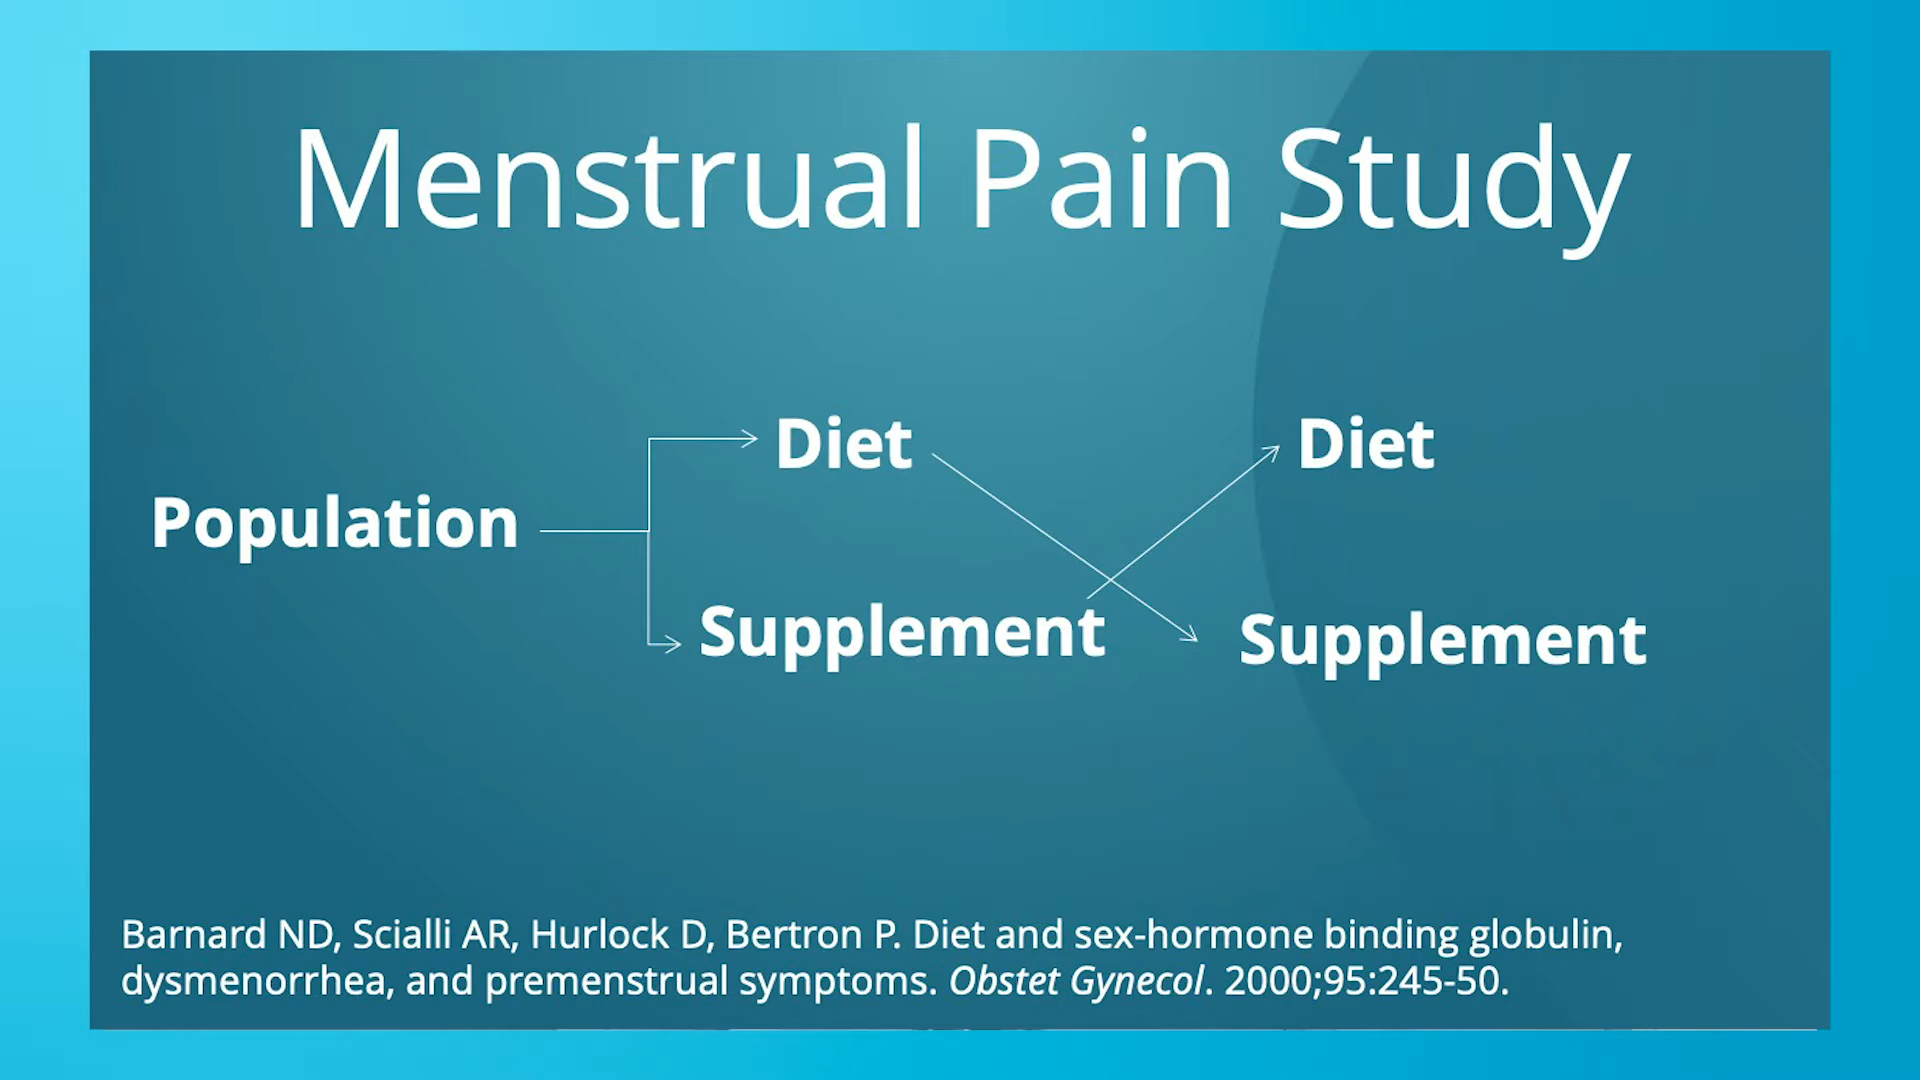 Menstrual Pain Study
Diet
Diet
Population
Supplement
Supplement
Barnard ND, Scialli AR, Hurlock D, Bertron P. Diet and sex-hormone binding globulin,
dysmenorrhea, and premenstrual symptoms. Obstet Gynecol. 2000;95:245-50.